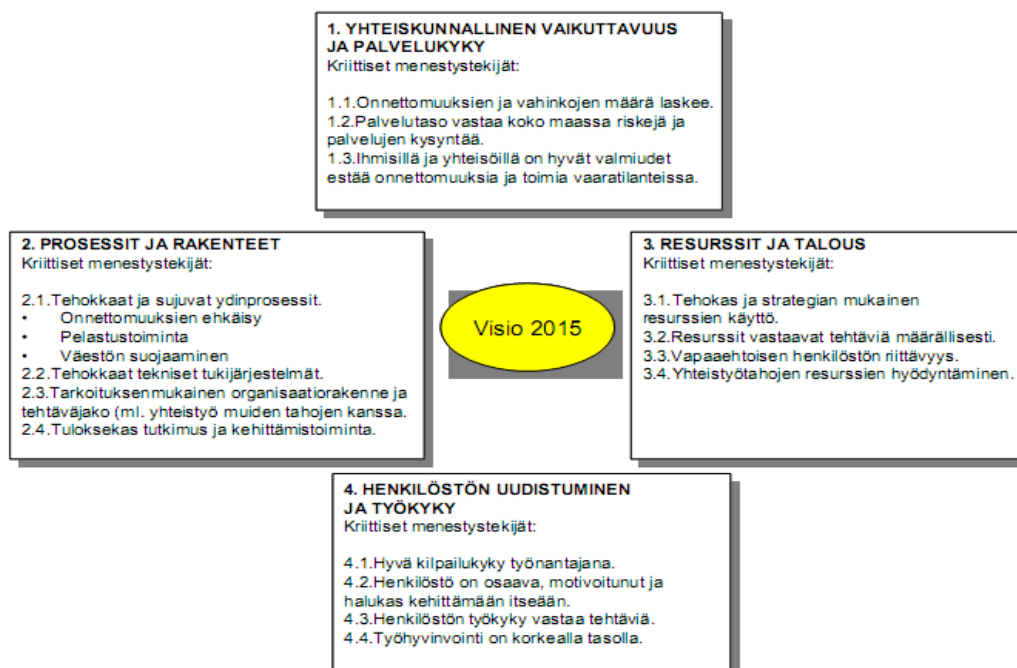 1. YHTEISKUNNALLINEN VAIKUTTAVUUS
JA PALVELUKYKY
Kriittiset menestystekijät:
1.1.Onnettomuuksien ja vahinkojen määrä laskee.
1.2.Palvelutaso vastaa koko maassa riskejä ja
palvelujen kysyntää.
1.3.Ihmisillä ja yhteisöillä on hyvät valmiudet
estää onnettomuuksia ja toimia vaaratilanteissa.
2. PROSESSIT JA RAKENTEET
Kriittiset menestystekijät:
2.1.Tehokkaat ja sujuvat ydinprosessit.
• Onnettomuuksien ehkäisy
• Pelastustoiminta
• Väestön suojaaminen
2.2.Tehokkaat tekniset tukijärjestelmät.
2.3.Tarkoituksenmukainen organisaatiorakenne ja
tehtäväjako (ml. yhteistyö muiden tahojen kanssa.
2.4.Tuloksekas tutkimus ja kehittämistoiminta.
Visio 2015
3. RESURSSIT JA TALOUS
Kriittiset menestystekijät:
3.1.Tehokas ja strategian mukainen
resurssien käyttö.
3.2.Resurssit vastaavat tehtäviä määrällisesti.
3.3.Vapaaehtoisen henkilöstön riittävyys.
3.4.Yhteistyötahojen resurssien hyödyntäminen.
4. HENKILÖSTÖN UUDISTUMINEN
JA TYÖKYKY
Kriittiset menestystekijät:
4.1.Hyvä kilpailukyky työnantajana.
4.2.Henkilöstö on osaava, motivoitunut ja
halukas kehittämään itseään.
4.3.Henkilöstön työkyky vastaa tehtäviä.
4.4.Työhyvinvointi on korkealla tasolla.